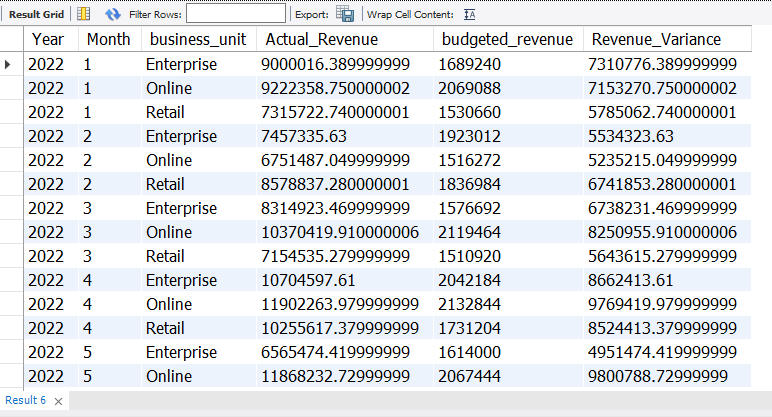 Result Grid Filter Rows: Export: Wrap Cell Content:
Year Month business_unit Actual_Revenue budgeted_revenue Revenue_Variance
2022 1 Enterprise 9000016.389999999 1689240 7310776.389999999
2022 1 Online 9222358.750000002 2069088 7153270.750000002
2022 1 Retail 7315722.740000001 1530660 5785062.740000001
2022 2 Enterprise 7457335.63 1923012 5534323.63
2022 2 Online 6751487.049999999 1516272 5235215.049999999
2022 2 Retail 8578837.280000001 1836984 6741853.280000001
2022 3 Enterprise 8314923.469999999 1576692 6738231.469999999
2022 3 Online 10370419.910000006 2119464 8250955.910000006
2022 3 Retail 7154535.279999999 1510920 5643615.279999999
2022 4 Enterprise 10704597.61 2042184 8662413.61
2022 4 Online 11902263.979999999 2132844 9769419.979999999
2022 4 Retail 10255617.379999999 1731204 8524413.379999999
2022 5 Enterprise 6565474.419999999 1614000 4951474.419999999
2022 5 Online 11868232.72999999 2067444 9800788.72999999
Result 6